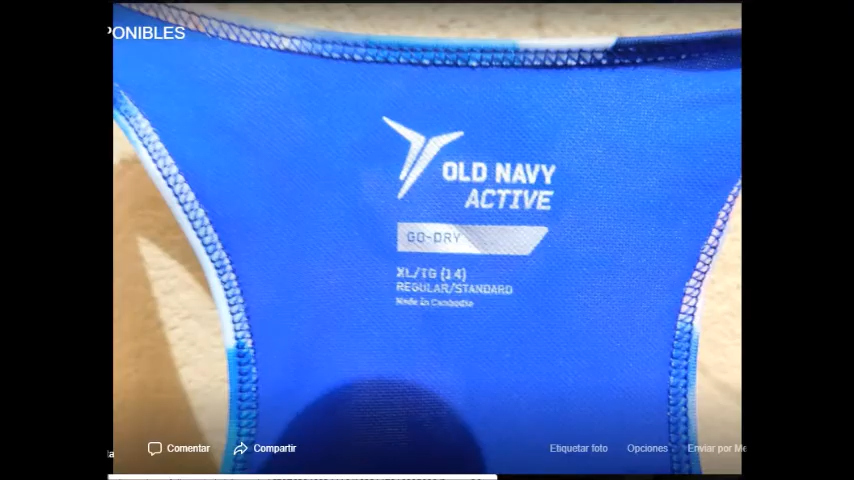 PONIBLES
OLD NAVY
ACTIVE
GO-DRY
XL/TG (14)
REGULAR/STANDARD
Made in Cambodia
Comentar
Compartir
Etiquetar foto
Opciones
Enviar por Me